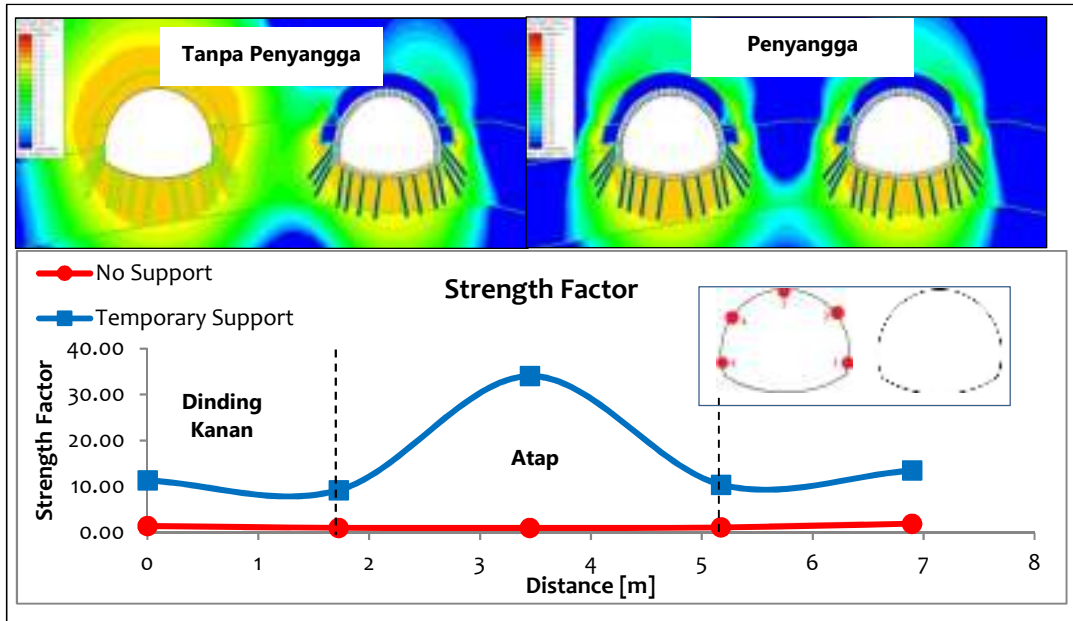 Tanpa Penyangga
Penyangga
No Support
Temporary Support
Strength Factor
Strength Factor
40.00
30.00
20.00
10.00
0.00
Dinding
Kanan
Atap
0 1 2 3 4 5 6 7 8
Distance [m]